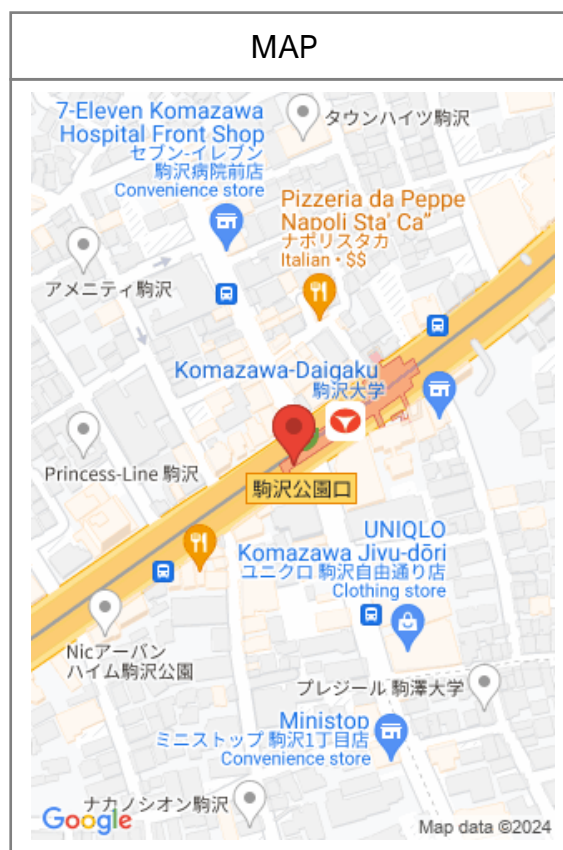 MAP
7-Eleven Komazawa
Hospital Front Shop
セブン-イレブン
駒沢病院前店
Convenience store
タウンハイツ駒沢
Pizzeria da Peppe
Napoli Sta' Ca”
ナポリスタカ
Italian • $$
アメニティ駒沢
Komazawa-Daigaku
駒沢大学
Princess-Line 駒沢
駒沢公園口
UNIQLO
Komazawa Jiyu-dōri
ユニクロ 駒沢自由通り店
Clothing store
Nicアーバン
ハイム駒沢公園
プレジール 駒澤大学
Ministop
ミニストップ 駒沢1丁目店
Convenience store
ナカノシオン駒沢
Google
Map data ©2024